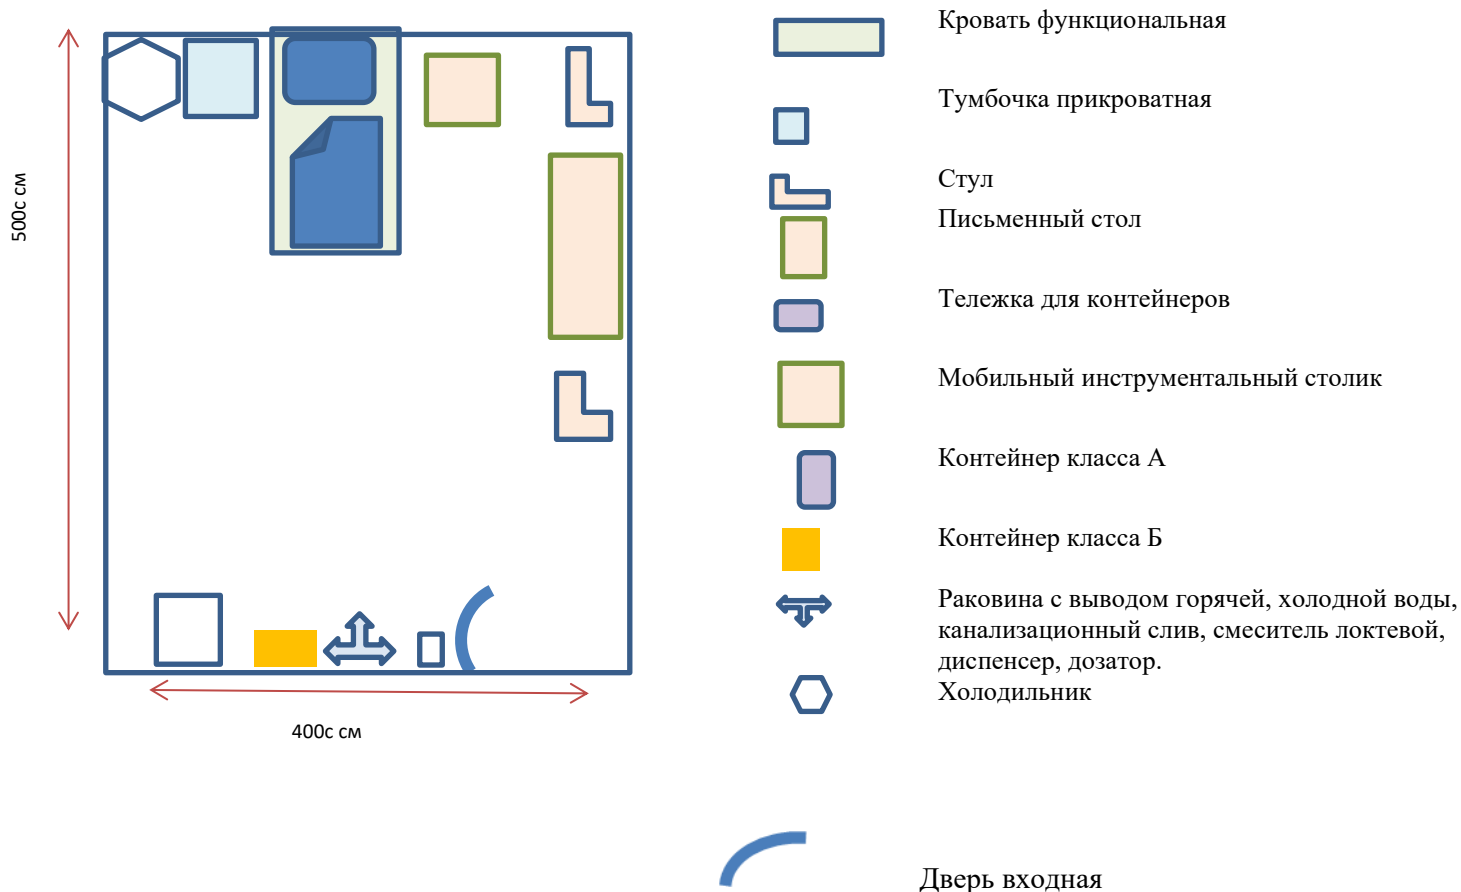 500с см
400с см
Кровать функциональная
Тумбочка прикроватная
Стул
Письменный стол
Тележка для контейнеров
Мобильный инструментальный столик
Контейнер класса А
Контейнер класса Б
Раковина с выводом горячей, холодной воды,
канализационный слив, смеситель локтевой,
диспенсер, дозатор.
Холодильник
Дверь входная